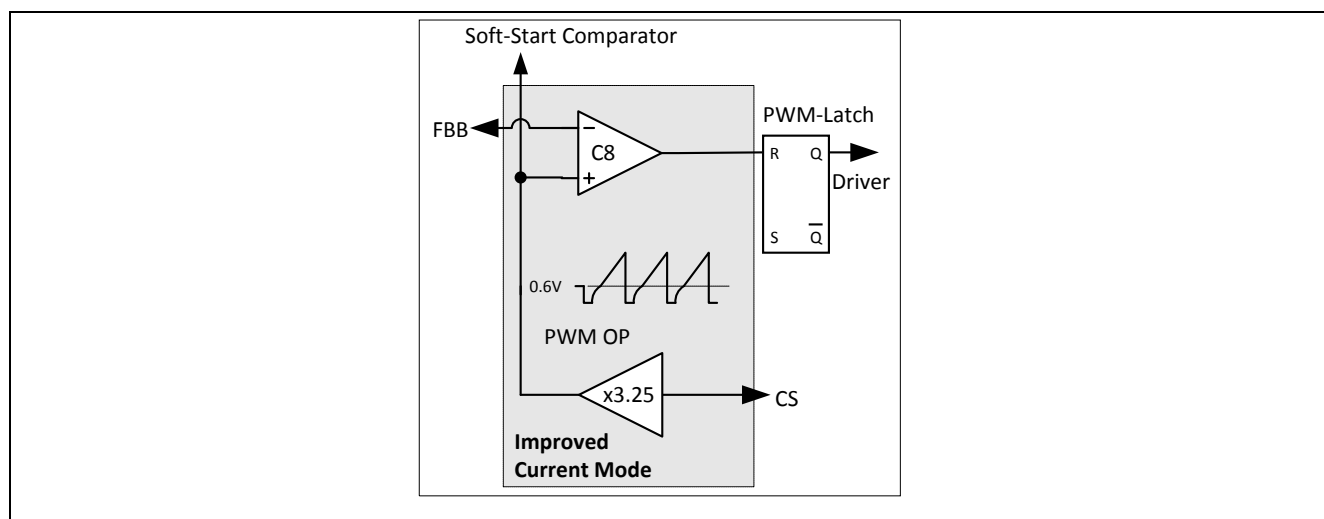 Soft-Start Comparator
FBB
−
C8
+
PWM-Latch
R Q
Driver
S Q̅
0.6V
PWM OP
x3.25
CS
Improved
Current Mode